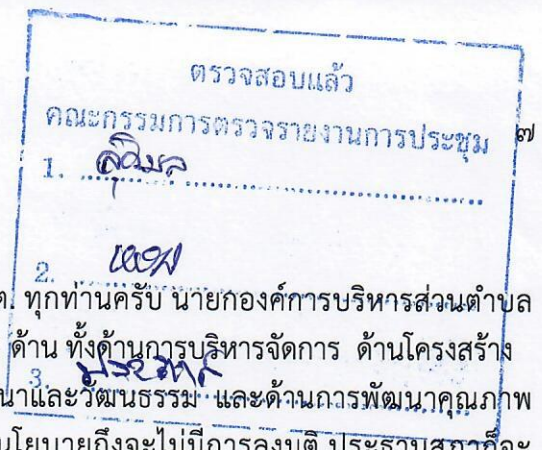 ตรวจสอบแล้ว
คณะกรรมการตรวจรายงานการประชุม
๗
1. สุวิมล
2.
ต. ทุกท่านครับ นายกองค์การบริหารส่วนตำบล
ด้าน ทั้งด้านการบริหารจัดการ ด้านโครงสร้าง
3.
นาและวัฒนธรรม และด้านการพัฒนาคุณภาพ
นโยบายถึงจะไม่มีการลงมติ ประธานสภาก็จะ